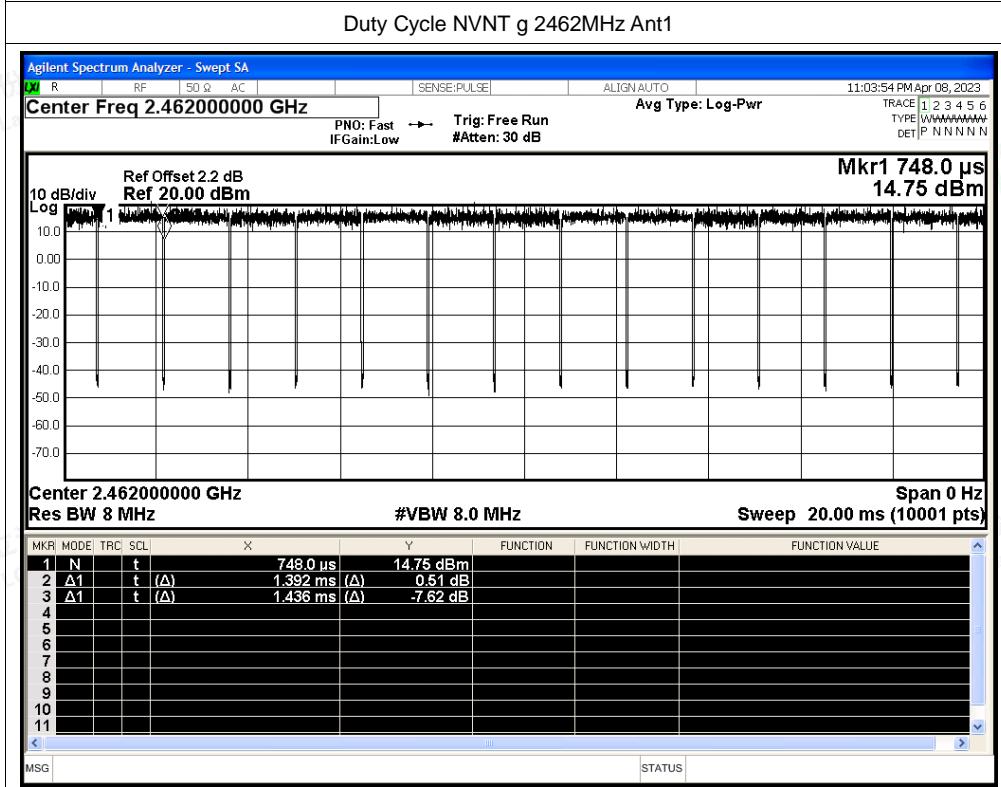 Duty Cycle NVNT g 2462MHz Ant1
Agilent Spectrum Analyzer - Swept SA
LXI R RF 50 Ω AC SENSE:PULSE ALIGN AUTO 11:03:54 PM Apr 08, 2023
Center Freq 2.462000000 GHz Avg Type: Log-Pwr TRACE 1 2 3 4 5 6
PNO: Fast Trig: Free Run TYPE WWWWWW
IFGain:Low #Atten: 30 dB DET P N N N N N
Mkr1 748.0 µs
Ref Offset 2.2 dB
10 dB/div Ref 20.00 dBm 14.75 dBm
Log
1
10.0
0.00
-10.0
-20.0
-30.0
-40.0
-50.0
-60.0
-70.0
Center 2.462000000 GHz Span 0 Hz
Res BW 8 MHz #VBW 8.0 MHz Sweep 20.00 ms (10001 pts)
MKR MODE TRC SCL X Y FUNCTION FUNCTION WIDTH FUNCTION VALUE
1 N t 748.0 µs 14.75 dBm
2 Δ1 t (Δ) 1.392 ms (Δ) 0.51 dB
3 Δ1 t (Δ) 1.436 ms (Δ) -7.62 dB
4
5
6
7
8
9
10
11
MSG STATUS